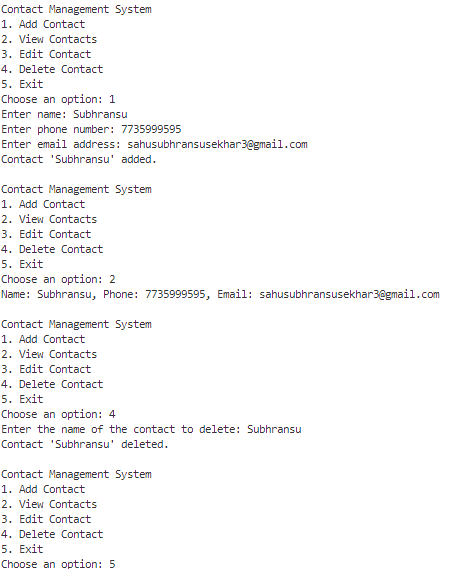 Contact Management System
1. Add Contact
2. View Contacts
3. Edit Contact
4. Delete Contact
5. Exit
Choose an option: 1
Enter name: Subhransu
Enter phone number: 7735999595
Enter email address: sahusubhransusekhar3@gmail.com
Contact 'Subhransu' added.

Contact Management System
1. Add Contact
2. View Contacts
3. Edit Contact
4. Delete Contact
5. Exit
Choose an option: 2
Name: Subhransu, Phone: 7735999595, Email: sahusubhransusekhar3@gmail.com

Contact Management System
1. Add Contact
2. View Contacts
3. Edit Contact
4. Delete Contact
5. Exit
Choose an option: 4
Enter the name of the contact to delete: Subhransu
Contact 'Subhransu' deleted.

Contact Management System
1. Add Contact
2. View Contacts
3. Edit Contact
4. Delete Contact
5. Exit
Choose an option: 5